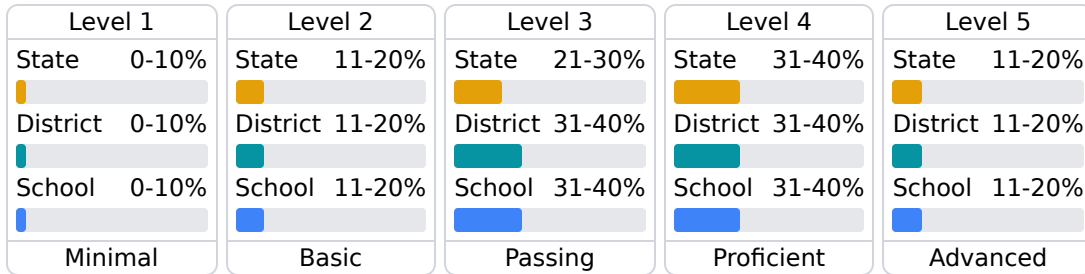 Level 1
State 0-10%
District 0-10%
School 0-10%
Minimal
Level 2
State 11-20%
District 11-20%
School 11-20%
Basic
Level 3
State 21-30%
District 31-40%
School 31-40%
Passing
Level 4
State 31-40%
District 31-40%
School 31-40%
Proficient
Level 5
State 11-20%
District 11-20%
School 11-20%
Advanced